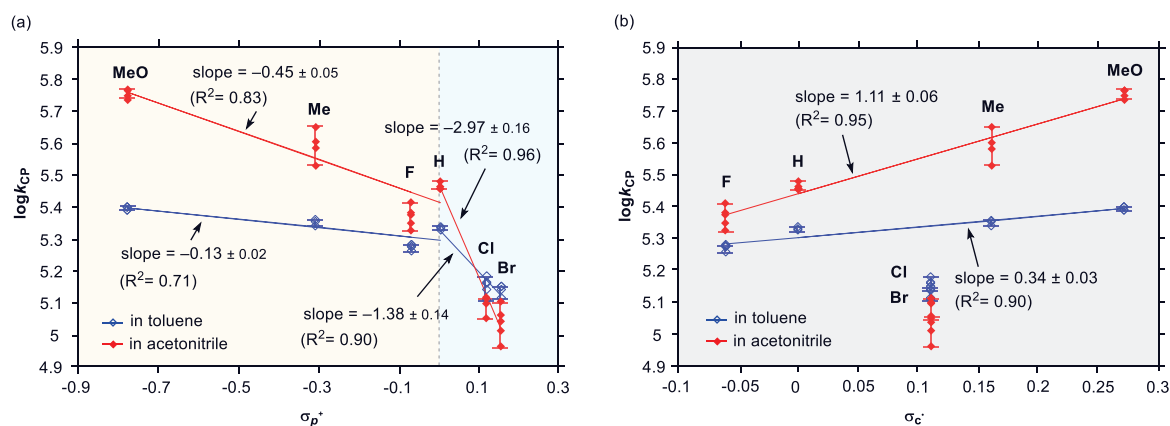 (a)
5.9
5.8
5.7
5.6
5.5
5.4
5.3
5.2
5.1
5
4.9
logkCP
MeO
slope = –0.45 ± 0.05
(R2= 0.83)
Me
slope = –2.97 ± 0.16
(R2= 0.96)
F
H
slope = –0.13 ± 0.02
(R2= 0.71)
Cl
Br
slope = –1.38 ± 0.14
(R2= 0.90)
in toluene
in acetonitrile
-0.9
-0.7
-0.5
-0.3
-0.1
0.1
0.3
σp+
(b)
5.9
5.8
5.7
5.6
5.5
5.4
5.3
5.2
5.1
5
4.9
logkCP
MeO
slope = 1.11 ± 0.06
(R2= 0.95)
Me
H
F
Cl
slope = 0.34 ± 0.03
Br
(R2= 0.90)
in toluene
in acetonitrile
-0.1
-0.05
0
0.05
0.1
0.15
0.2
0.25
0.3
σc·